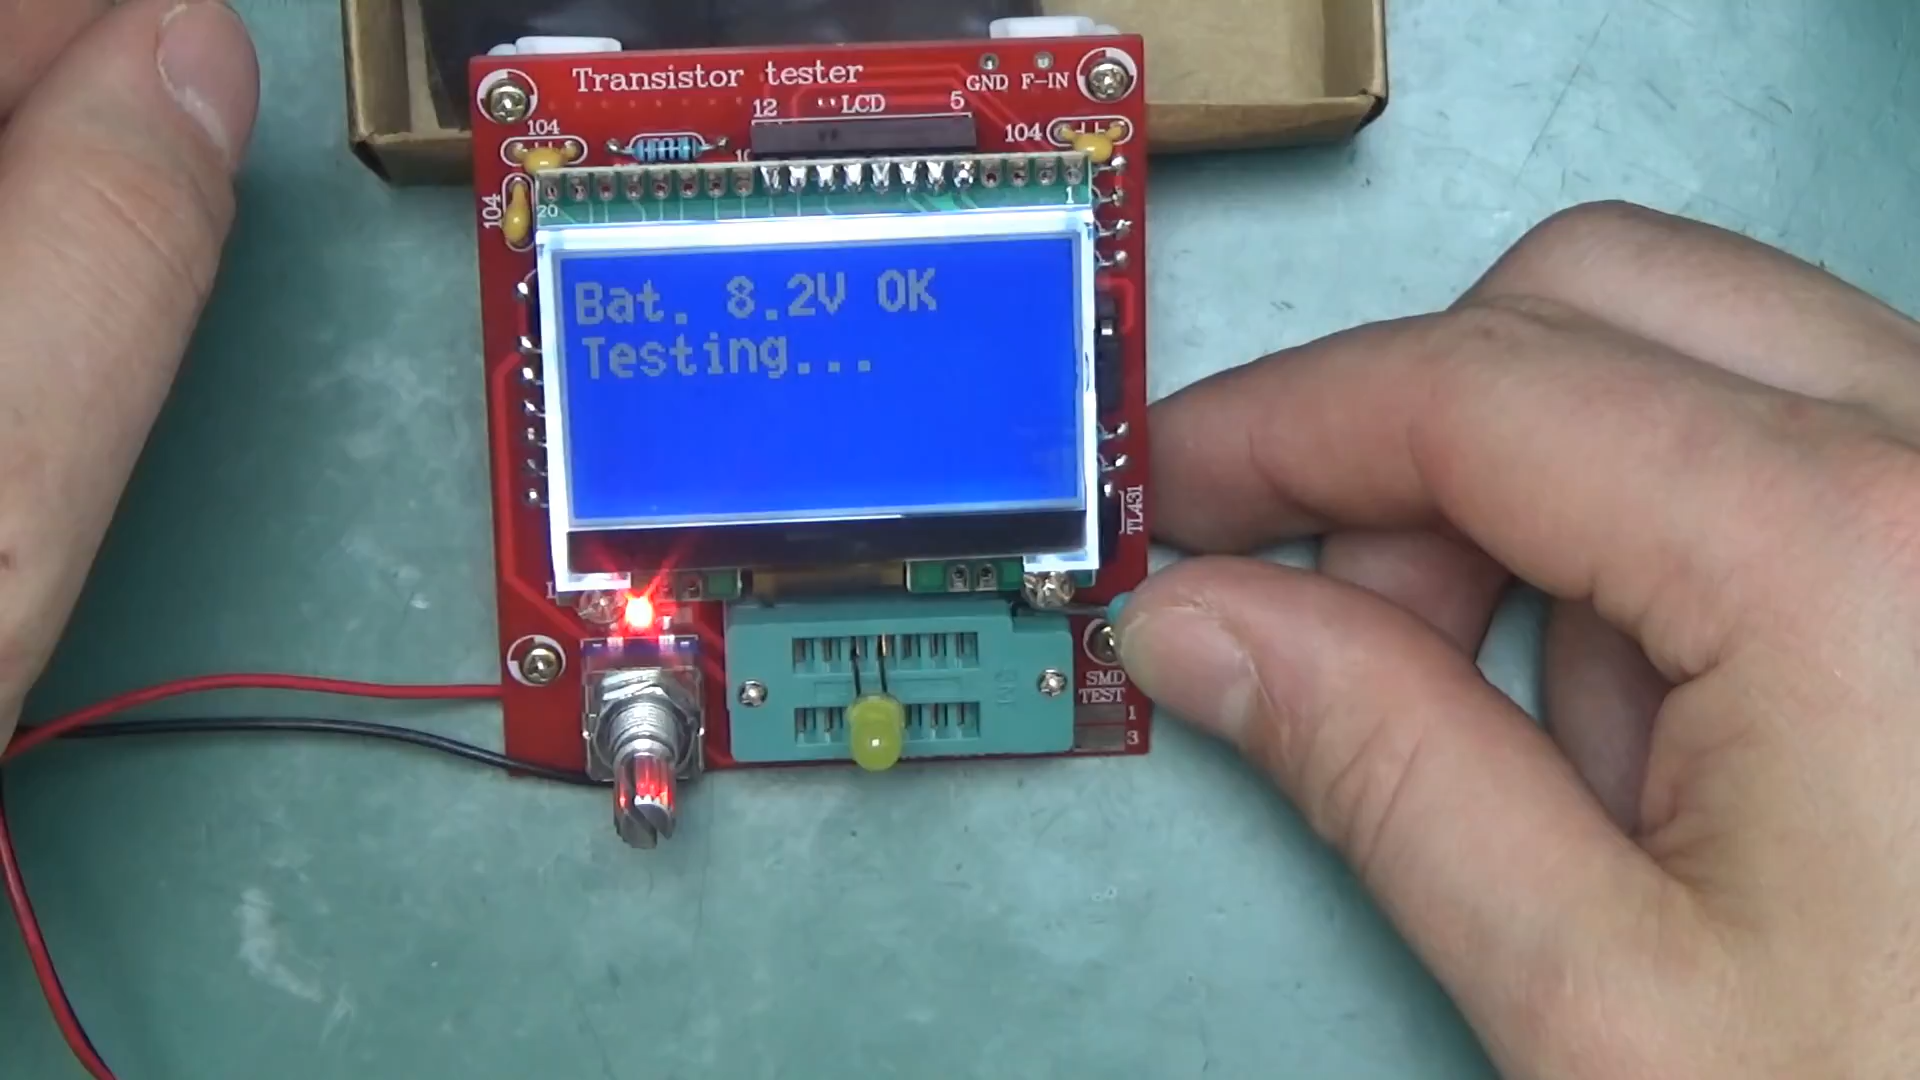 Transistor tester
GND F-IN
12 LCD 5
104
104
104
20
1
Bat. 8.2V OK
Testing...
TL431
SMD
TEST
1
3